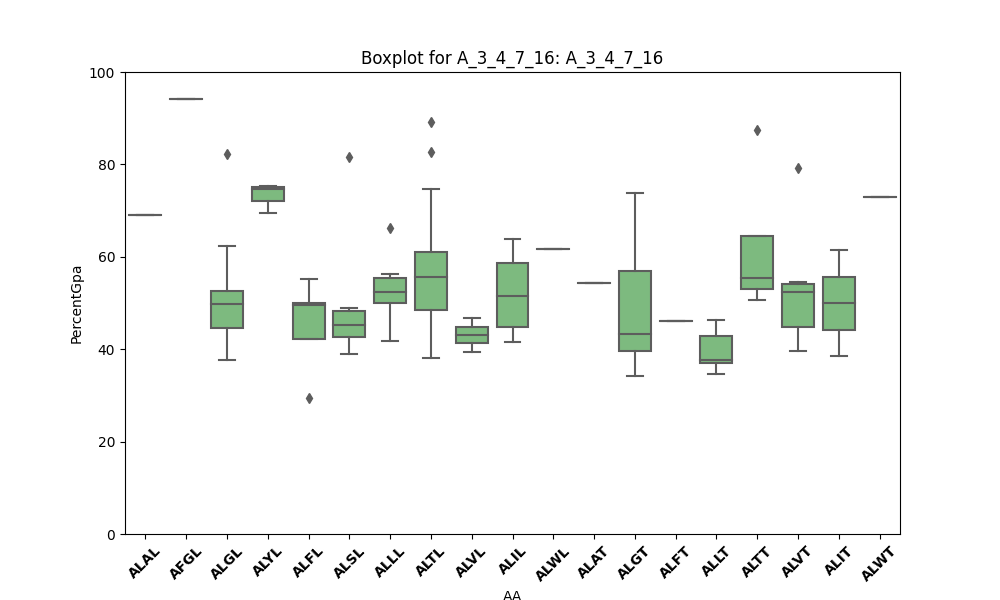 Boxplot for A_3_4_7_16: A_3_4_7_16
100
80
60
40
20
0
PercentGpa
ALAL AFGL ALGL ALYL ALFL ALSL ALLL ALTL ALVL ALIL ALWL ALAT ALGT ALFT ALLT ALTT ALVT ALIT ALWT
AA